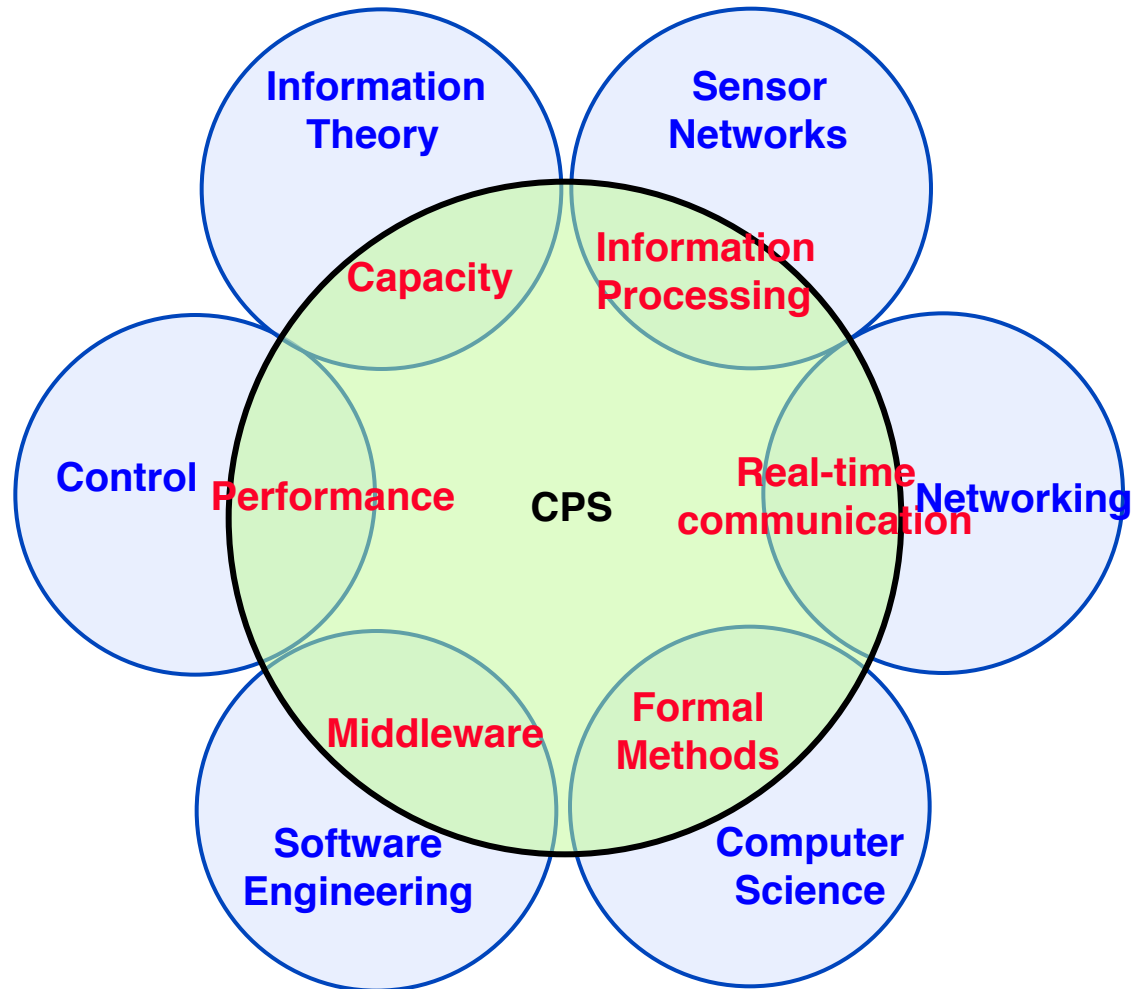 Information
Theory
Sensor
Networks
Capacity
Information
Processing
Control
Performance
CPS
Real-time
communication
Networking
Middleware
Formal
Methods
Software
Engineering
Computer
Science